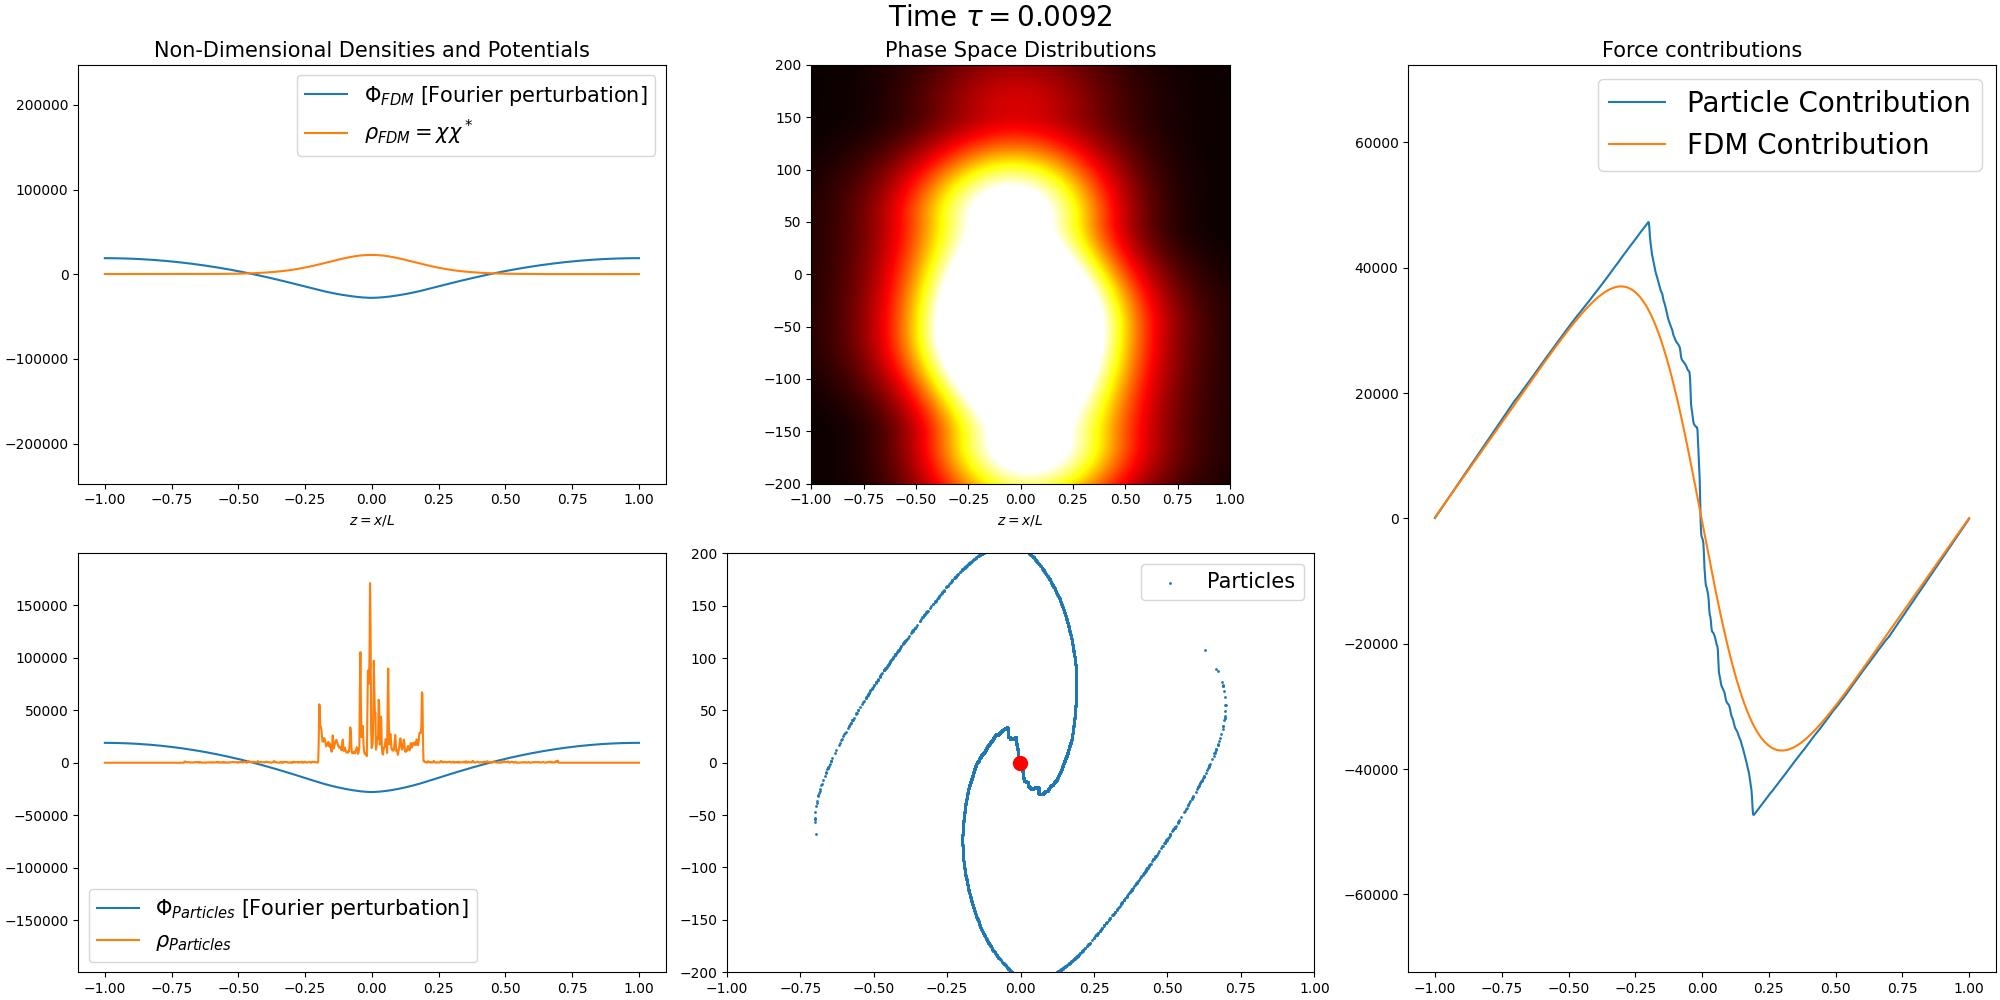 Time τ = 0.0092
Non-Dimensional Densities and Potentials
Φ_FDM [Fourier perturbation]
ρ_FDM = χχ*
200000
100000
0
−100000
−200000
−1.00 −0.75 −0.50 −0.25 0.00 0.25 0.50 0.75 1.00
z = x/L
Phase Space Distributions
200
150
100
50
0
−50
−100
−150
−200
−1.00 −0.75 −0.50 −0.25 0.00 0.25 0.50 0.75 1.00
z = x/L
Force contributions
Particle Contribution
FDM Contribution
60000
40000
20000
0
−20000
−40000
−60000
−1.00 −0.75 −0.50 −0.25 0.00 0.25 0.50 0.75 1.00
150000
100000
50000
0
−50000
−100000
−150000
Φ_Particles [Fourier perturbation]
ρ_Particles
−1.00 −0.75 −0.50 −0.25 0.00 0.25 0.50 0.75 1.00
Particles
200
150
100
50
0
−50
−100
−150
−200
−1.00 −0.75 −0.50 −0.25 0.00 0.25 0.50 0.75 1.00